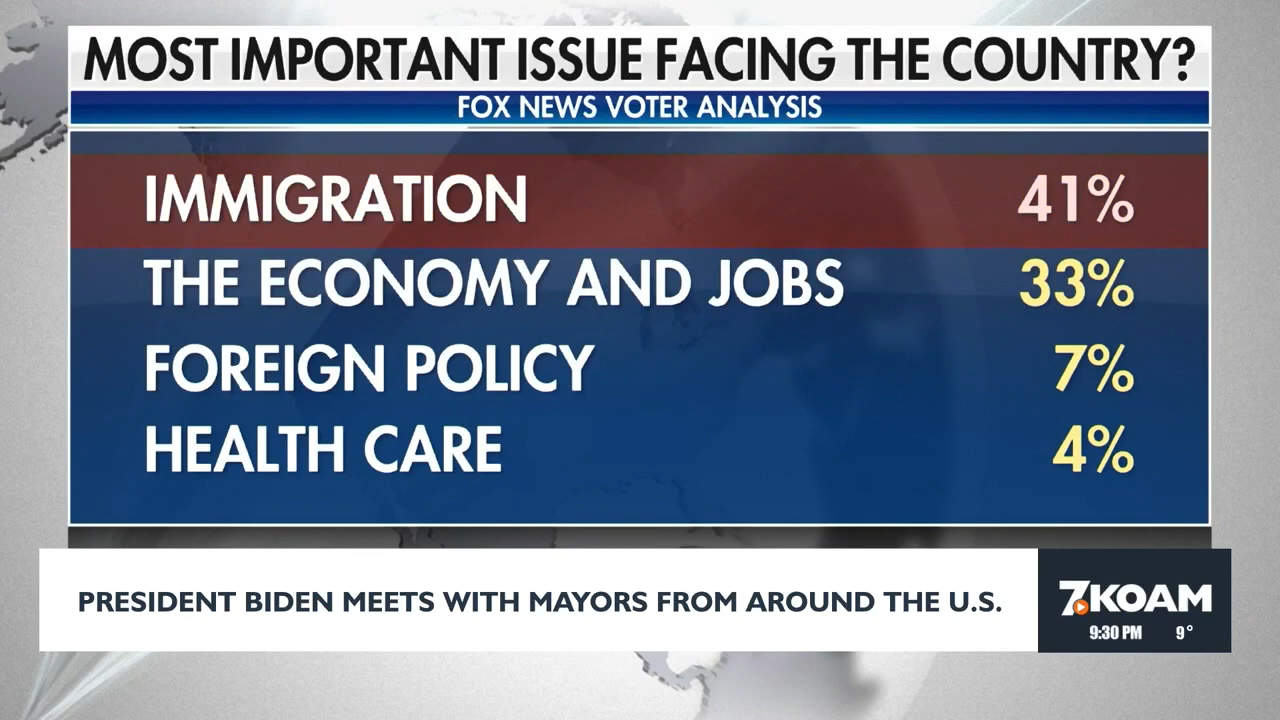 MOST IMPORTANT ISSUE FACING THE COUNTRY?
FOX NEWS VOTER ANALYSIS
IMMIGRATION 41%
THE ECONOMY AND JOBS 33%
FOREIGN POLICY 7%
HEALTH CARE 4%
PRESIDENT BIDEN MEETS WITH MAYORS FROM AROUND THE U.S.
7 KOAM
9:30 PM 9°